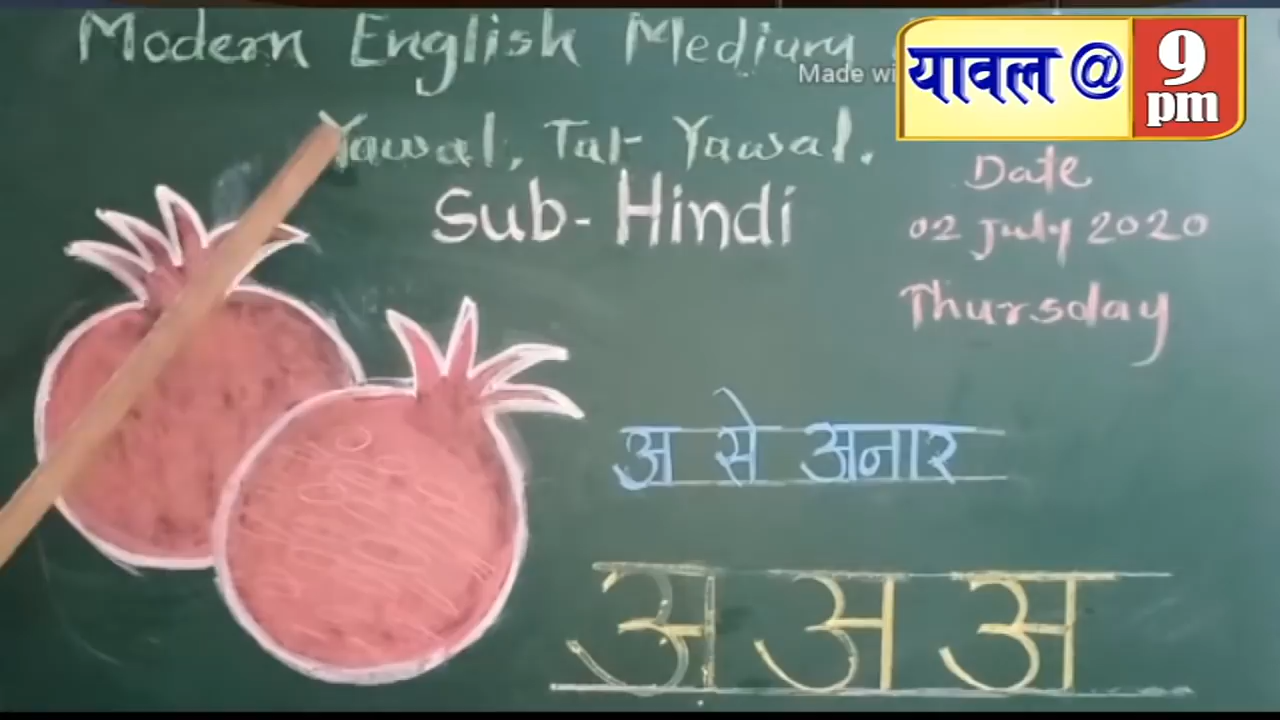 Modern English Medium
Made wi
यावल @ 9 pm
Yawal, Tal- Yawal.
Sub- Hindi
Date
02 July 2020
Thursday
अ से अनार
अ अ अ